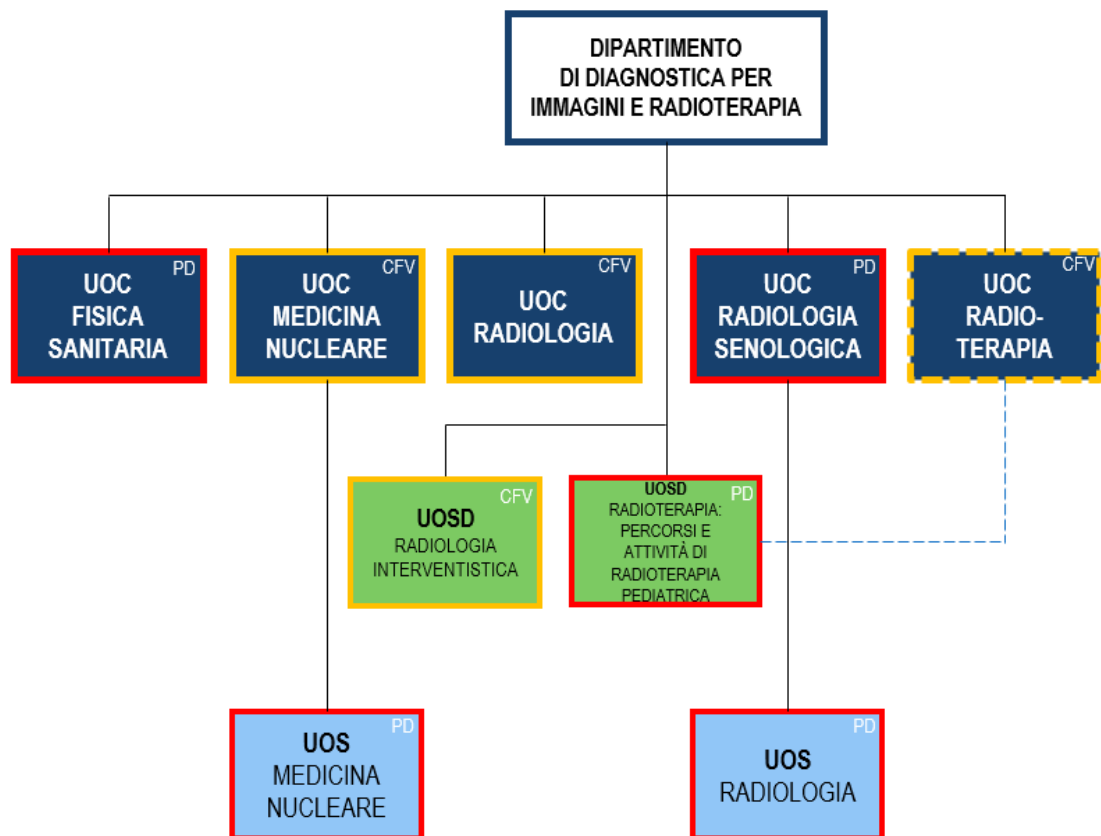 DIPARTIMENTO
DI DIAGNOSTICA PER
IMMAGINI E RADIOTERAPIA
PD
UOC
FISICA
SANITARIA
CFV
UOC
MEDICINA
NUCLEARE
CFV
UOC
RADIOLOGIA
PD
UOC
RADIOLOGIA
SENOLOGICA
CFV
UOC
RADIO-
TERAPIA
CFV
UOSD
RADIOLOGIA
INTERVENTISTICA
PD
UOSD
RADIOTERAPIA:
PERCORSI E
ATTIVITÀ DI
RADIOTERAPIA
PEDIATRICA
PD
UOS
MEDICINA
NUCLEARE
PD
UOS
RADIOLOGIA